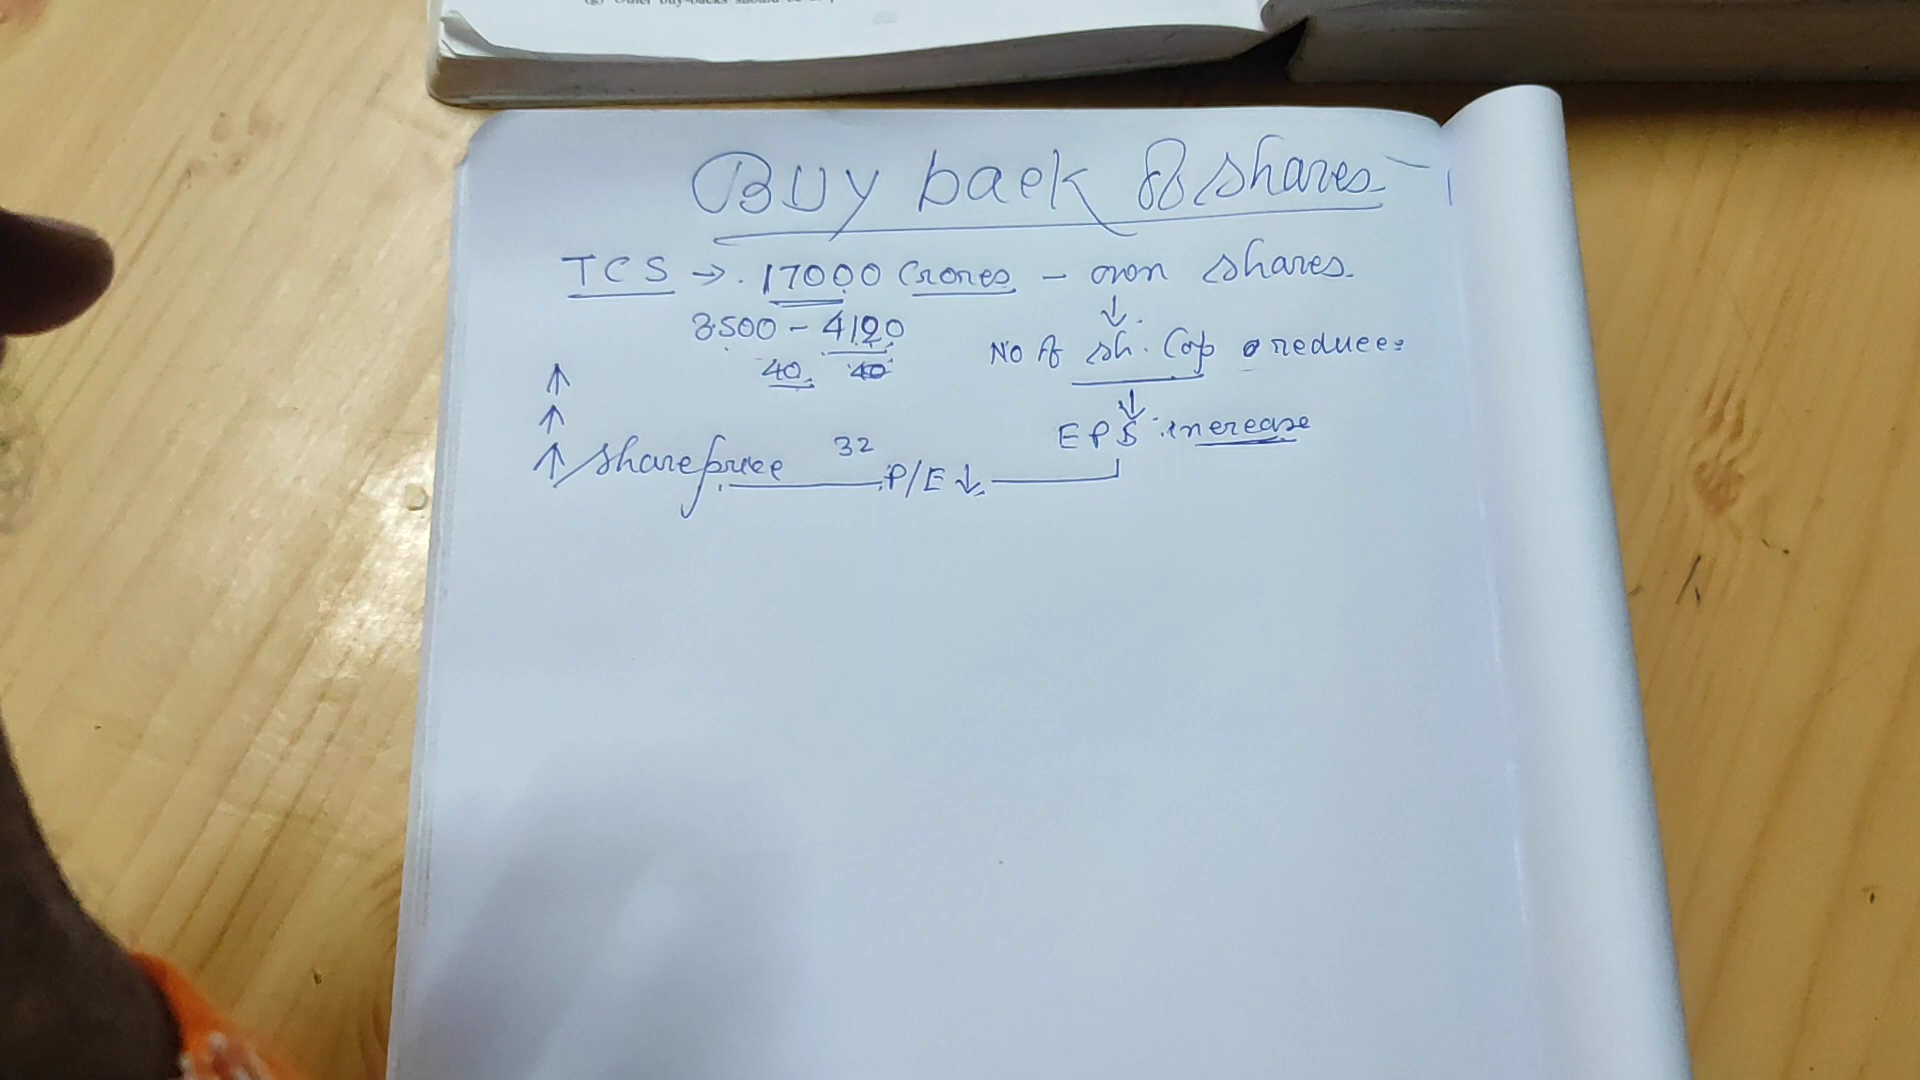 Buy back of shares
TCS → 17000 Crores – own shares
3500 – 4120
40 40
↓
No of sh. Cap reduces
↓
EPS increase
32
↑ ↑ ↑ share price P/E ↓